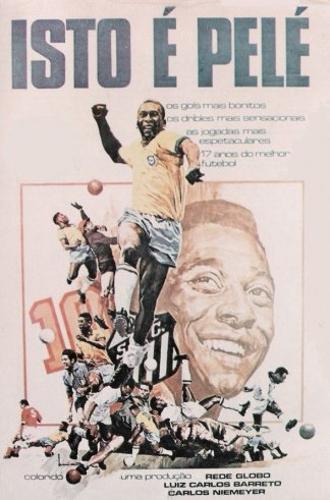 ISTO É PELÉ
os gols mais bonitos
os dribles mais sensacionais
as jogadas mais
espetaculares
17 anos do melhor
futebol
10
colorido
uma produção REDE GLOBO
LUIZ CARLOS BARRETO
CARLOS NIEMEYER